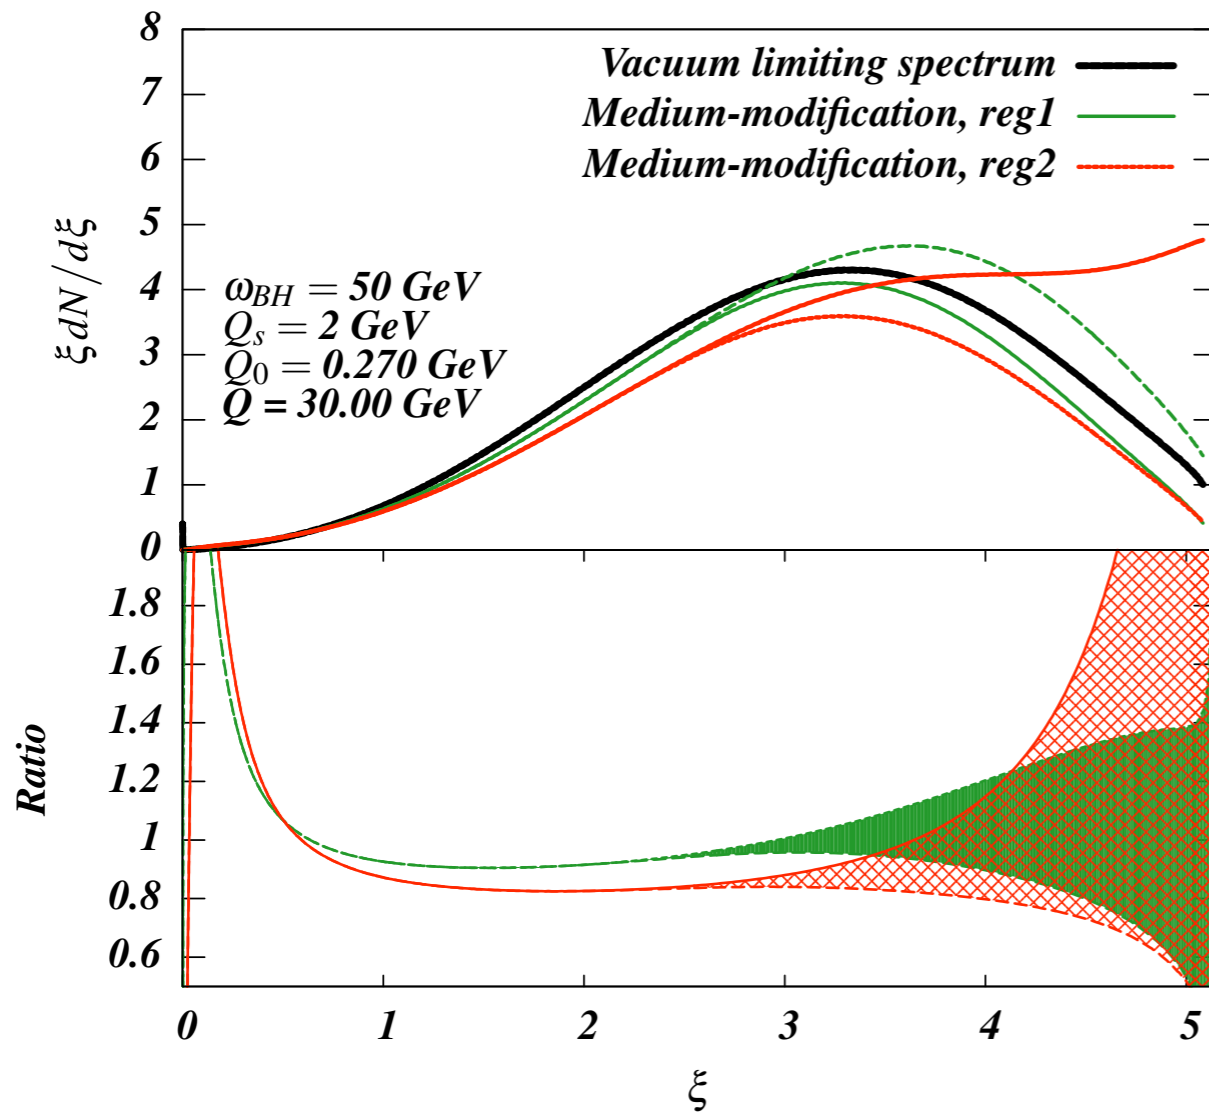 8
7
6
5
4
3
2
1
0
ξ dN/dξ
Vacuum limiting spectrum
Medium-modification, reg1
Medium-modification, reg2
ω_BH = 50 GeV
Q_s = 2 GeV
Q_0 = 0.270 GeV
Q = 30.00 GeV
1.8
1.6
1.4
1.2
1
0.8
0.6
Ratio
0 1 2 3 4 5
ξ